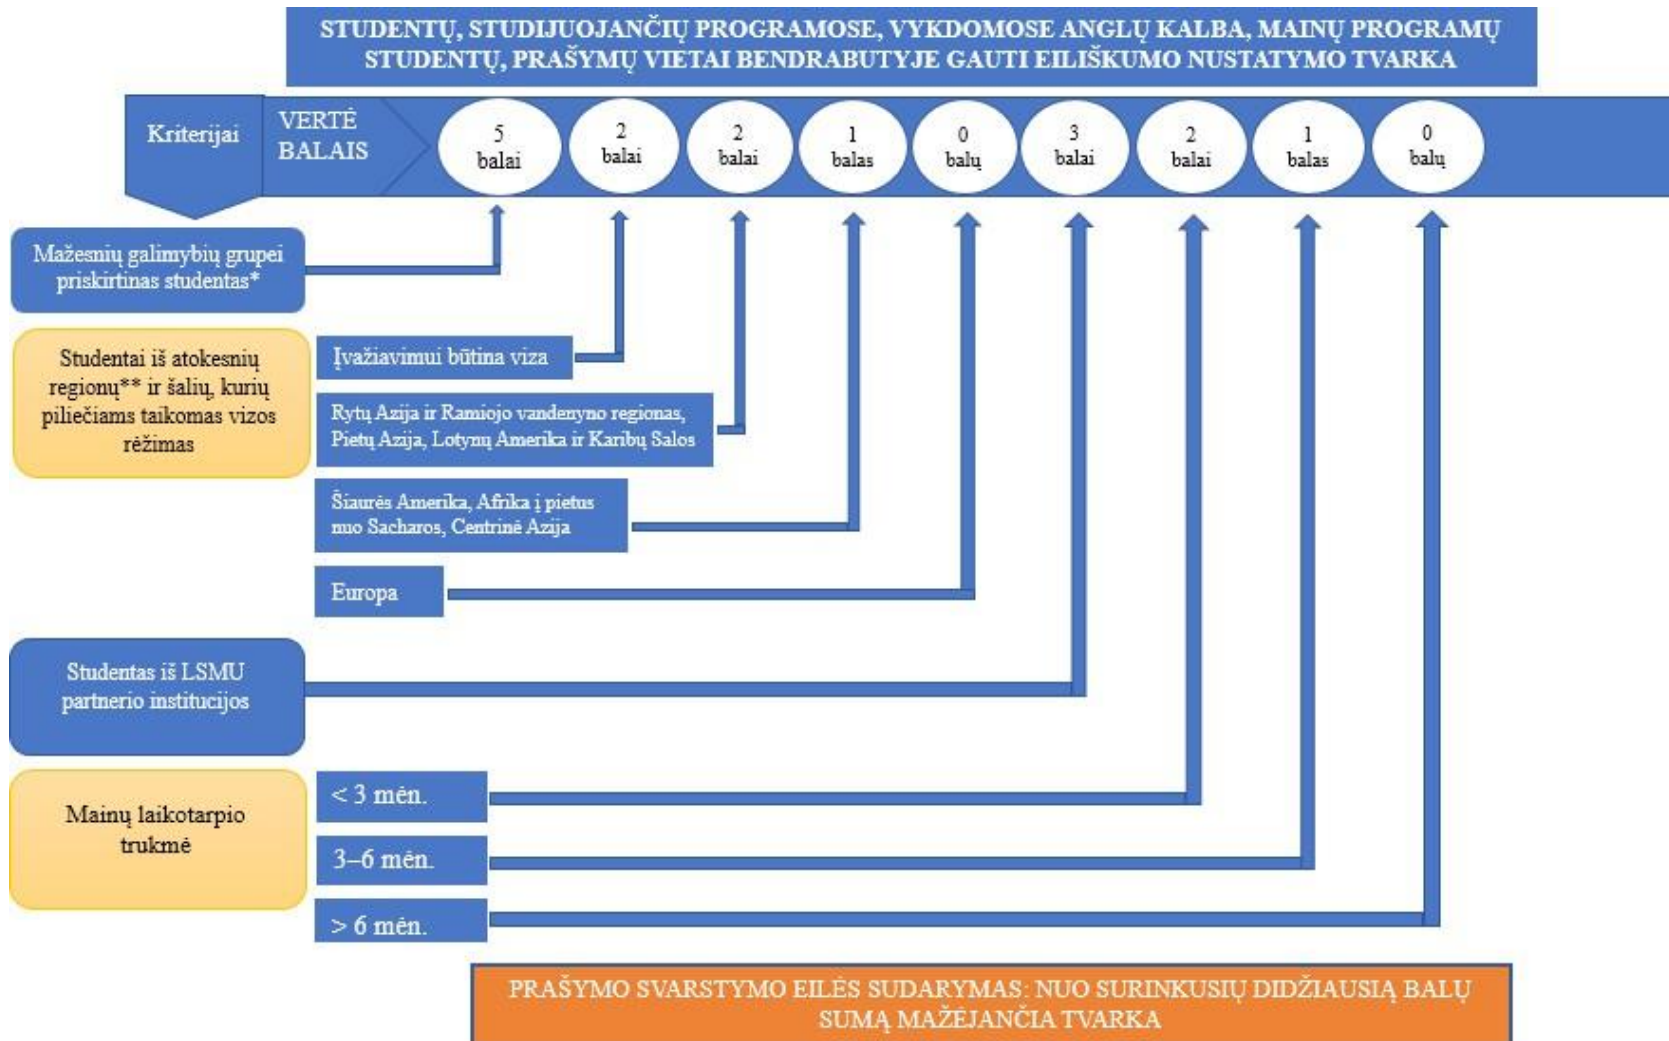 STUDENTŲ, STUDIJUOJANČIŲ PROGRAMOSE, VYKDOMOSE ANGLŲ KALBA, MAINŲ PROGRAMŲ
STUDENTŲ, PRAŠYMŲ VIETAI BENDRABUTYJE GAUTI EILIŠKUMO NUSTATYMO TVARKA
Kriterijai
VERTĖ
BALAIS
5
balai
2
balai
2
balai
1
balas
0
balų
3
balai
2
balai
1
balas
0
balų
Mažesnių galimybių grupei
priskirtinas studentas*
Studentai iš atokesnių
regionų** ir šalių, kurių
piliečiams taikomas vizos
rėžimas
Įvažiavimui būtina viza
Rytų Azija ir Ramiojo vandenyno regionas,
Pietų Azija, Lotynų Amerika ir Karibų Salos
Šiaurės Amerika, Afrika į pietus
nuo Sacharos, Centrinė Azija
Europa
Studentas iš LSMU
partnerio institucijos
Mainų laikotarpio
trukmė
< 3 mėn.
3–6 mėn.
> 6 mėn.
PRAŠYMO SVARSTYMO EILĖS SUDARYMAS: NUO SURINKUSIŲ DIDŽIAUSIĄ BALŲ
SUMĄ MAŽĖJANČIA TVARKA